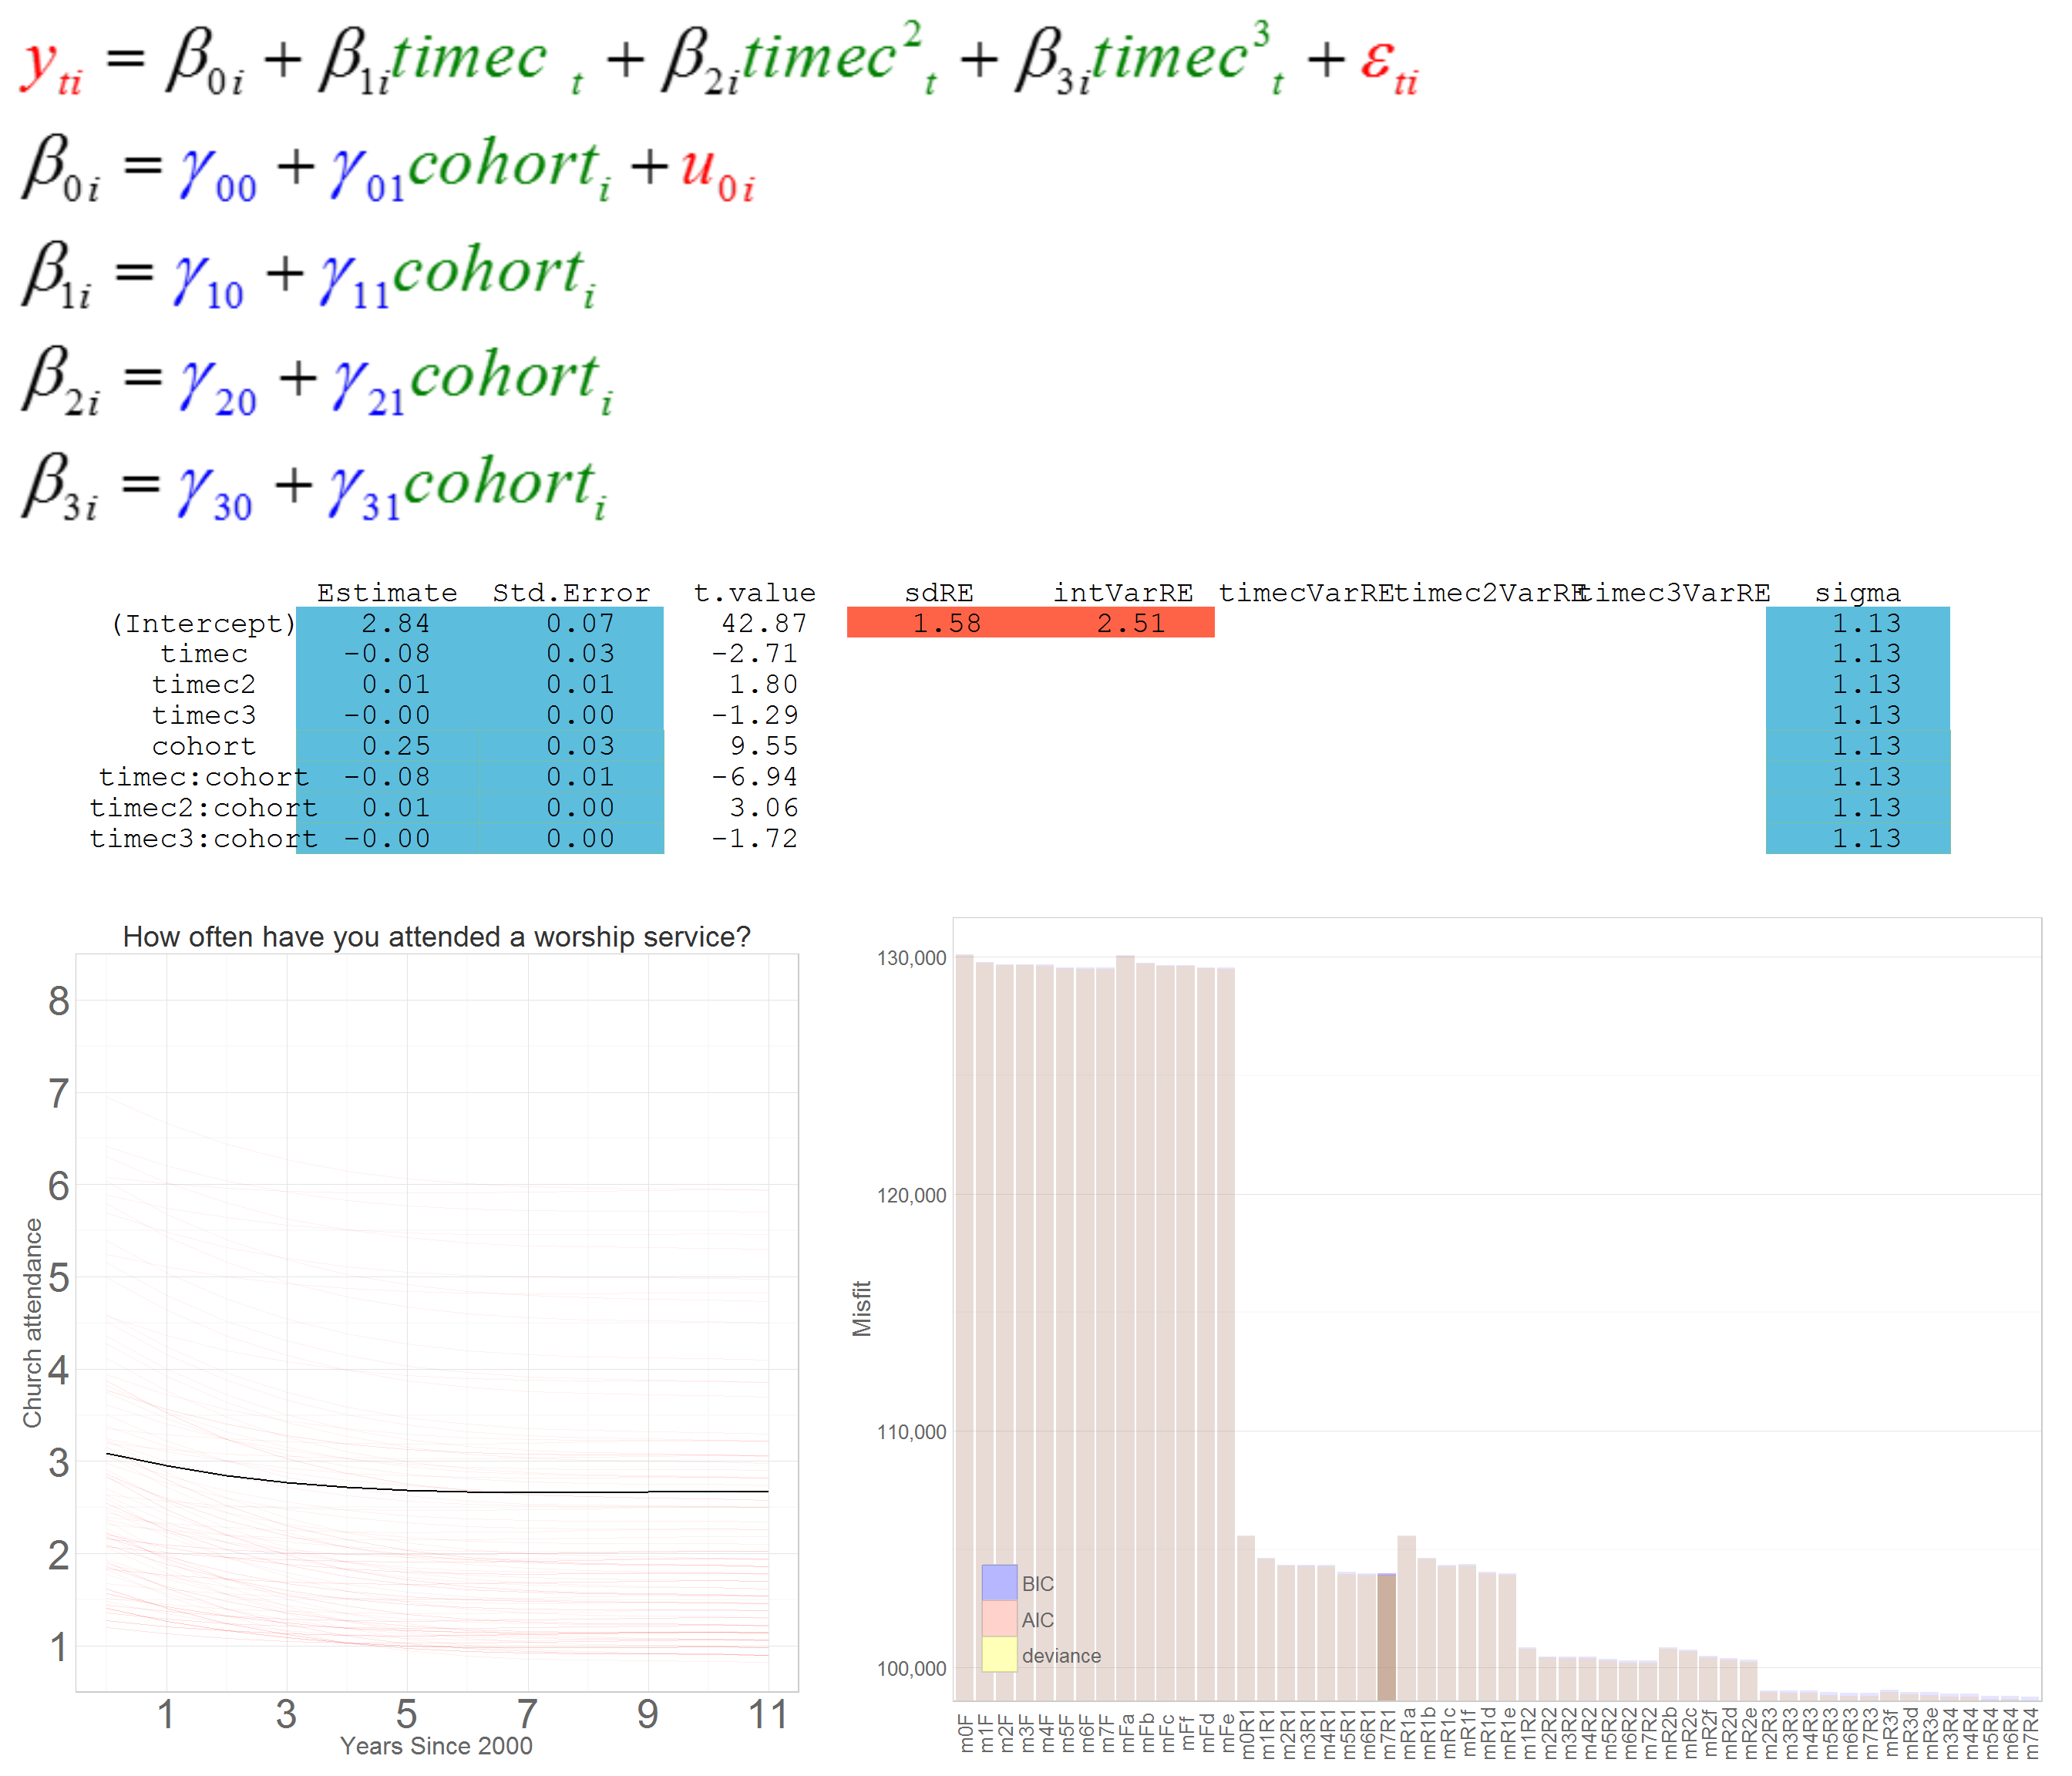 y_ti = β_0i + β_1i timec_t + β_2i timec²_t + β_3i timec³_t + ε_ti
β_0i = γ_00 + γ_01 cohort_i + u_0i
β_1i = γ_10 + γ_11 cohort_i
β_2i = γ_20 + γ_21 cohort_i
β_3i = γ_30 + γ_31 cohort_i
Estimate Std.Error t.value sdRE intVarRE timecVarRE timec2VarRE timec3VarRE sigma
(Intercept) 2.84 0.07 42.87 1.58 2.51 1.13
timec -0.08 0.03 -2.71 1.13
timec2 0.01 0.01 1.80 1.13
timec3 -0.00 0.00 -1.29 1.13
cohort 0.25 0.03 9.55 1.13
timec:cohort -0.08 0.01 -6.94 1.13
timec2:cohort 0.01 0.00 3.06 1.13
timec3:cohort -0.00 0.00 -1.72 1.13
How often have you attended a worship service?
8
7
6
5
4
3
2
1
Church attendance
1 3 5 7 9 11
Years Since 2000
130,000
120,000
110,000
100,000
Misfit
BIC
AIC
deviance
m0F m1F m2F m3F m4F m5F m6F m7F mFa mFb mFc mFf mFd mFe m0R1 m1R1 m2R1 m3R1 m4R1 m5R1 m6R1 m7R1 mR1a mR1b mR1c mR1f mR1d mR1e m1R2 m2R2 m3R2 m4R2 m5R2 m6R2 m7R2 mR2b mR2c mR2f mR2d mR2e m2R3 m3R3 m4R3 m5R3 m6R3 m7R3 mR3f mR3d mR3e m3R4 m4R4 m5R4 m6R4 m7R4